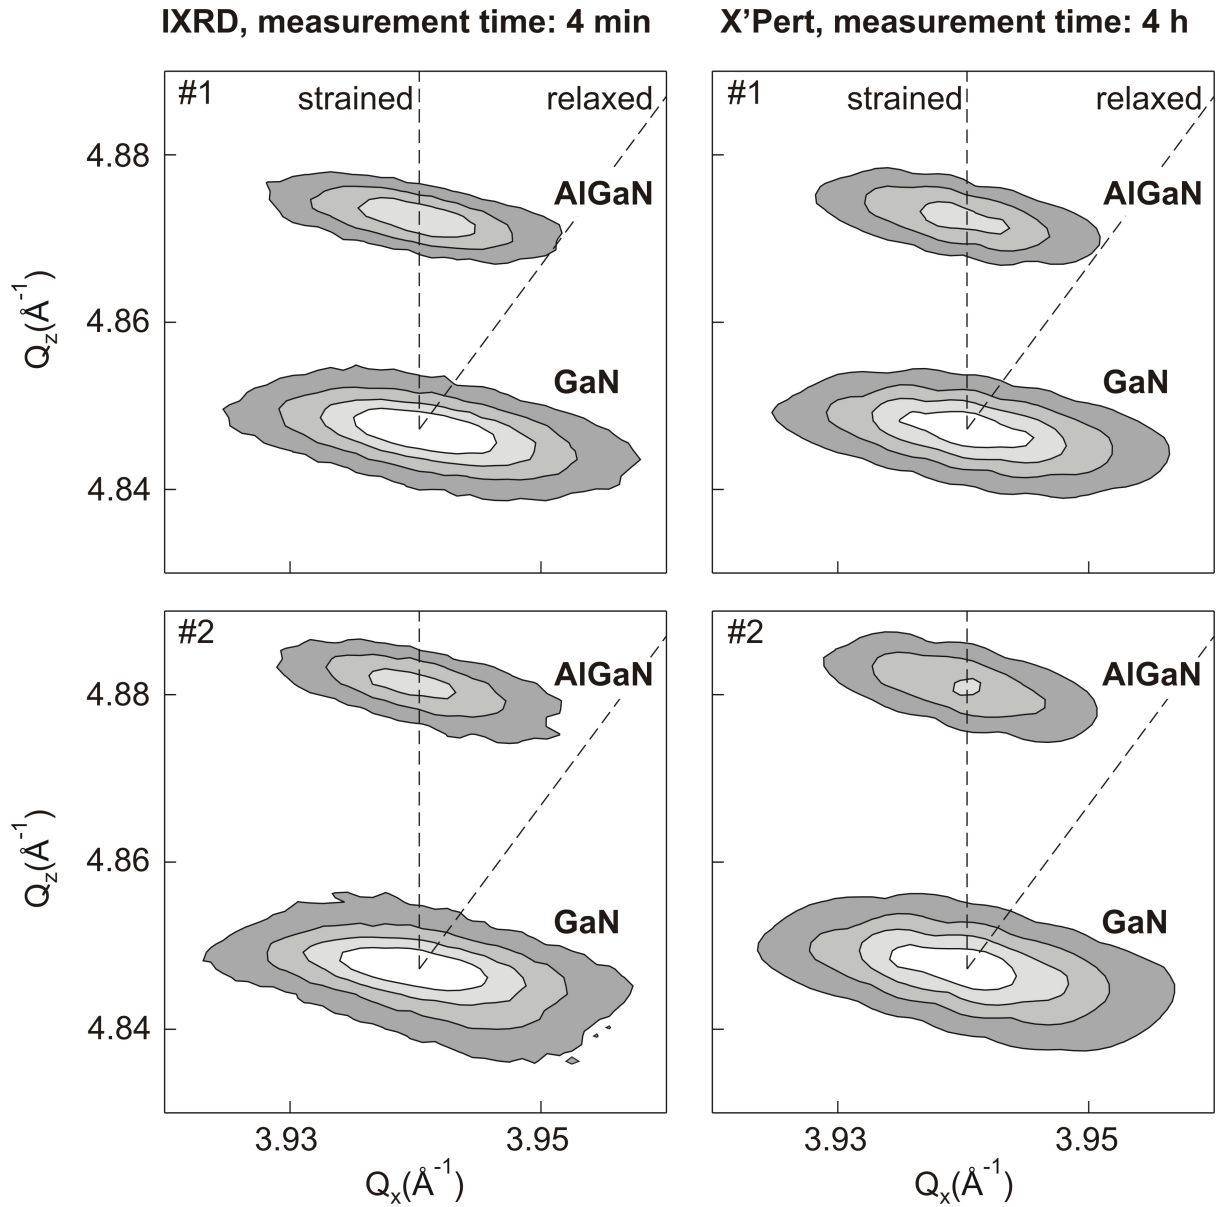 IXRD, measurement time: 4 min
X’Pert, measurement time: 4 h
#1
strained
relaxed
AlGaN
GaN
4.88
4.86
4.84
Qz(Å-1)
#1
strained
relaxed
AlGaN
GaN
#2
AlGaN
GaN
4.88
4.86
4.84
Qz(Å-1)
3.93
3.95
Qx(Å-1)
#2
AlGaN
GaN
3.93
3.95
Qx(Å-1)